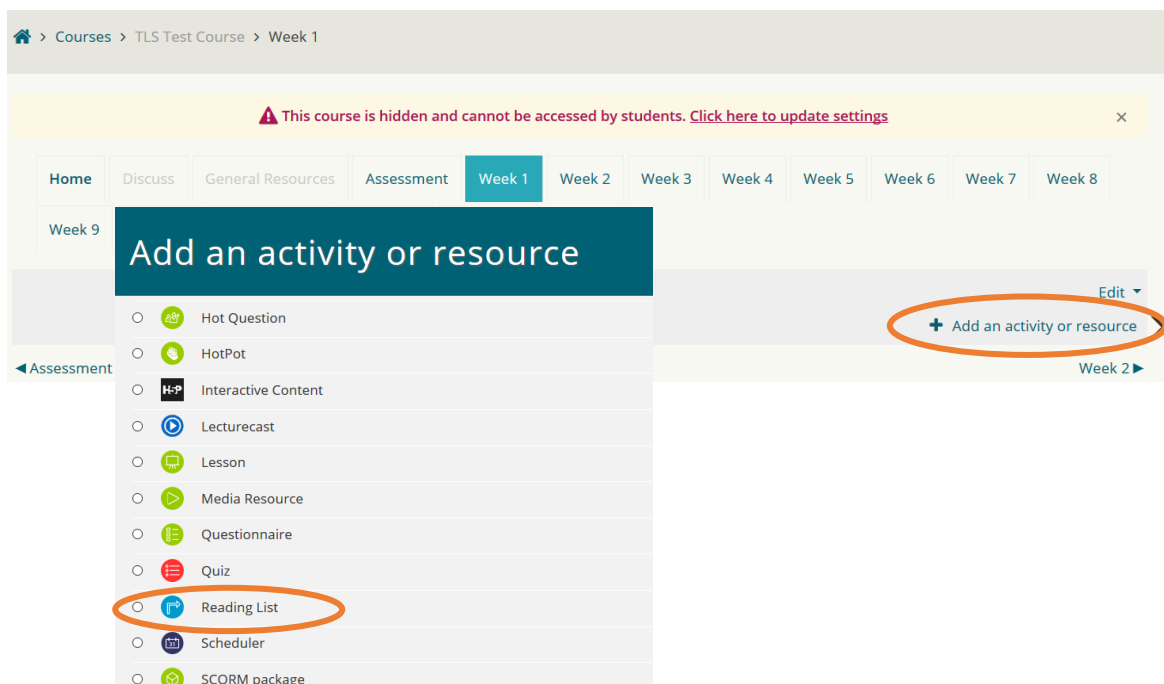 > Courses > TLS Test Course > Week 1
This course is hidden and cannot be accessed by students. Click here to update settings ×
Home Discuss General Resources Assessment Week 1 Week 2 Week 3 Week 4 Week 5 Week 6 Week 7 Week 8
Week 9
Add an activity or resource
Edit
+ Add an activity or resource
◀ Assessment
Week 2 ▶
Hot Question
HotPot
H-P Interactive Content
Lecturecast
Lesson
Media Resource
Questionnaire
Quiz
Reading List
31 Scheduler
SCORM package